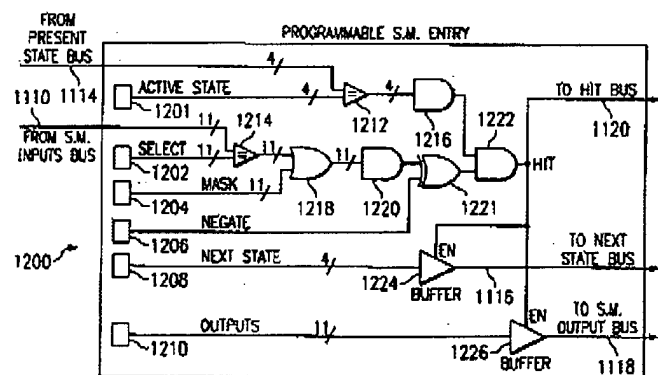 FROM
PRESENT
STATE BUS
PROGRAMMABLE S.M. ENTRY
4
1114
ACTIVE STATE
4
4
1201
1212
1216
TO HIT BUS
1120
1110
11
1214
1222
FROM S.M.
INPUTS BUS
SELECT
11
11
11
HIT
1202
MASK
11
1218
1220
1221
1204
NEGATE
1206
1200
NEXT STATE
4
EN
TO NEXT
STATE BUS
1208
1224
BUFFER
1116
OUTPUTS
11
EN
TO S.M.
OUTPUT BUS
1210
1226
BUFFER
1118